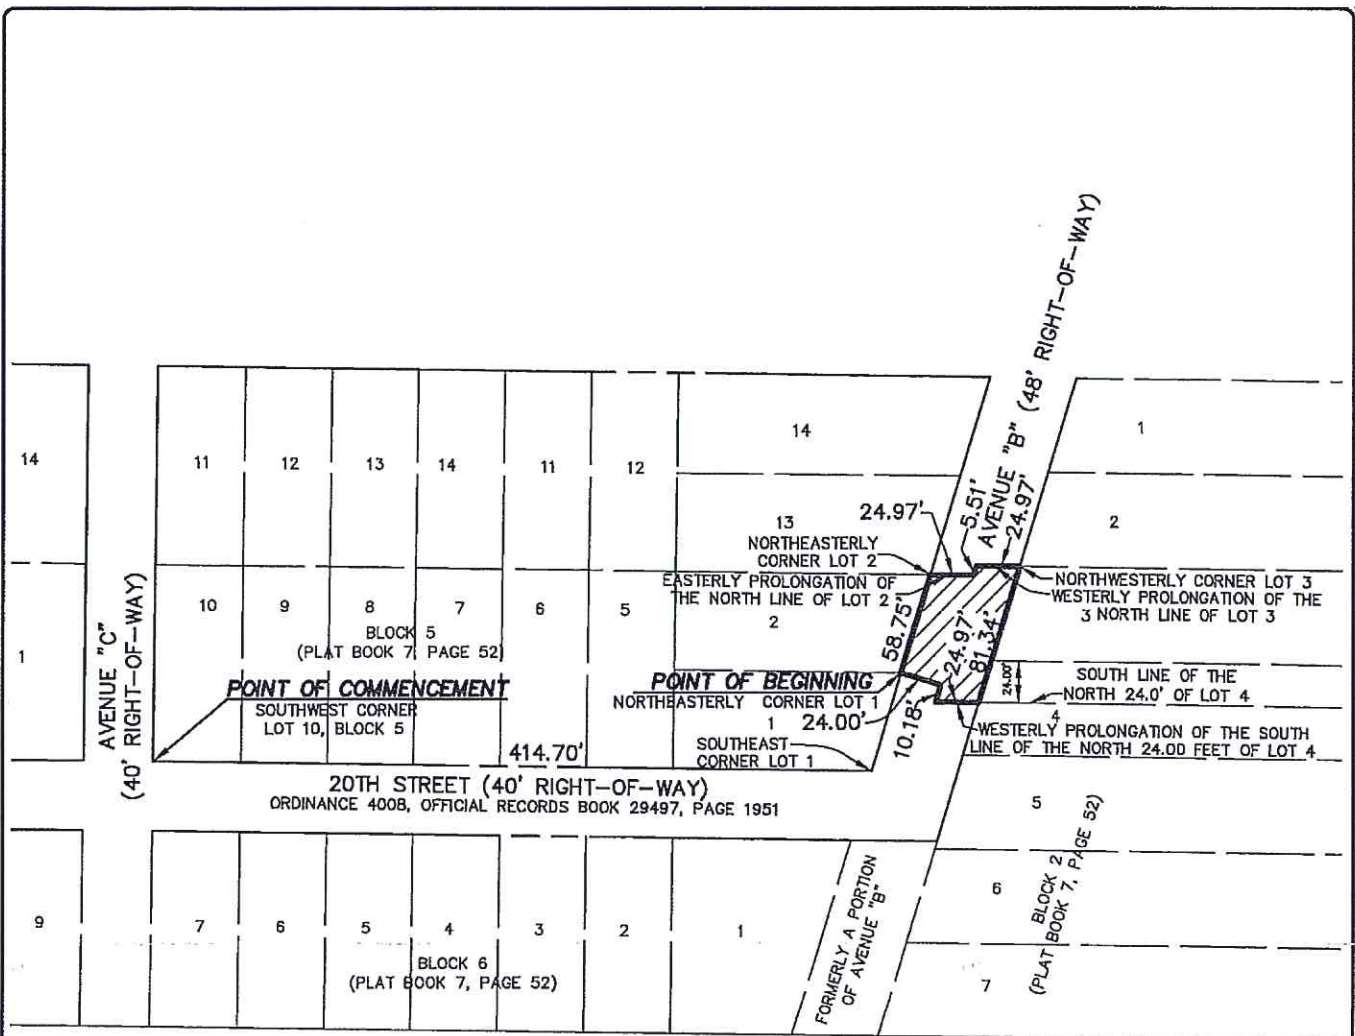 AVENUE "B" (48' RIGHT-OF-WAY)
14
11
12
13
14
11
12
14
1
13
2
24.97'
5.51'
24.97'
NORTHEASTERLY
CORNER LOT 2
EASTERLY PROLONGATION OF
THE NORTH LINE OF LOT 2
2
NORTHWESTERLY CORNER LOT 3
WESTERLY PROLONGATION OF THE
3 NORTH LINE OF LOT 3
1
AVENUE "C"
(40' RIGHT-OF-WAY)
10
9
8
7
6
5
BLOCK 5
(PLAT BOOK 7, PAGE 52)
58.75'
24.97'
81.34'
24.00'
SOUTH LINE OF THE
NORTH 24.0' OF LOT 4
POINT OF COMMENCEMENT
SOUTHWEST CORNER
LOT 10, BLOCK 5
POINT OF BEGINNING
NORTHEASTERLY CORNER LOT 1
1
24.00'
10.18'
4
WESTERLY PROLONGATION OF THE SOUTH
LINE OF THE NORTH 24.00 FEET OF LOT 4
SOUTHEAST
CORNER LOT 1
414.70'
20TH STREET (40' RIGHT-OF-WAY)
ORDINANCE 4008, OFFICIAL RECORDS BOOK 29497, PAGE 1951
5
6
7
BLOCK 2
(PLAT BOOK 7, PAGE 52)
9
7
6
5
4
3
2
1
BLOCK 6
(PLAT BOOK 7, PAGE 52)
FORMERLY A PORTION
OF AVENUE "B"